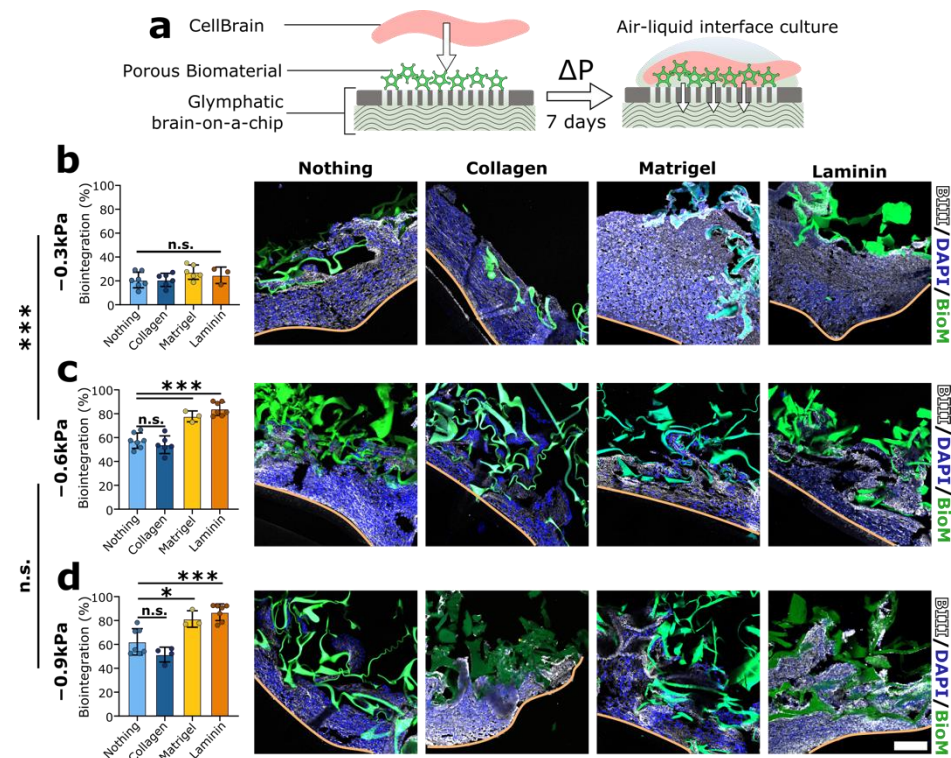 a
CellBrain
Porous Biomaterial
Glymphatic
brain-on-a-chip
ΔP
7 days
Air-liquid interface culture
b
Nothing
Collagen
Matrigel
Laminin
−0.3kPa
Biointegration (%)
100
80
60
40
20
0
n.s.
Nothing
Collagen
Matrigel
Laminin
BIIII/DAPI/BioM
***
c
−0.6kPa
Biointegration (%)
100
80
60
40
20
0
***
n.s.
Nothing
Collagen
Matrigel
Laminin
BIIII/DAPI/BioM
n.s.
d
−0.9kPa
Biointegration (%)
100
80
60
40
20
0
***
*
n.s.
Nothing
Collagen
Matrigel
Laminin
BIIII/DAPI/BioM